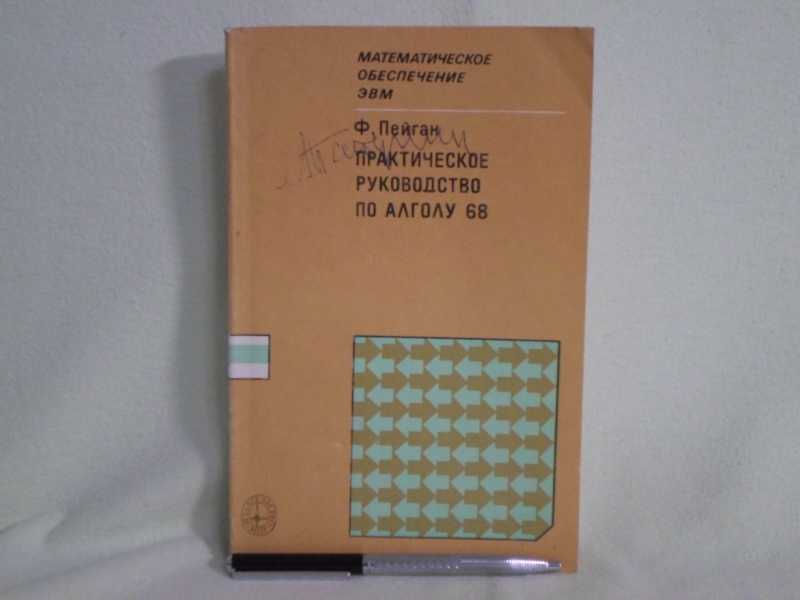 МАТЕМАТИЧЕСКОЕ
ОБЕСПЕЧЕНИЕ
ЭВМ
Ф. Пейган
ПРАКТИЧЕСКОЕ
РУКОВОДСТВО
ПО АЛГОЛУ 68